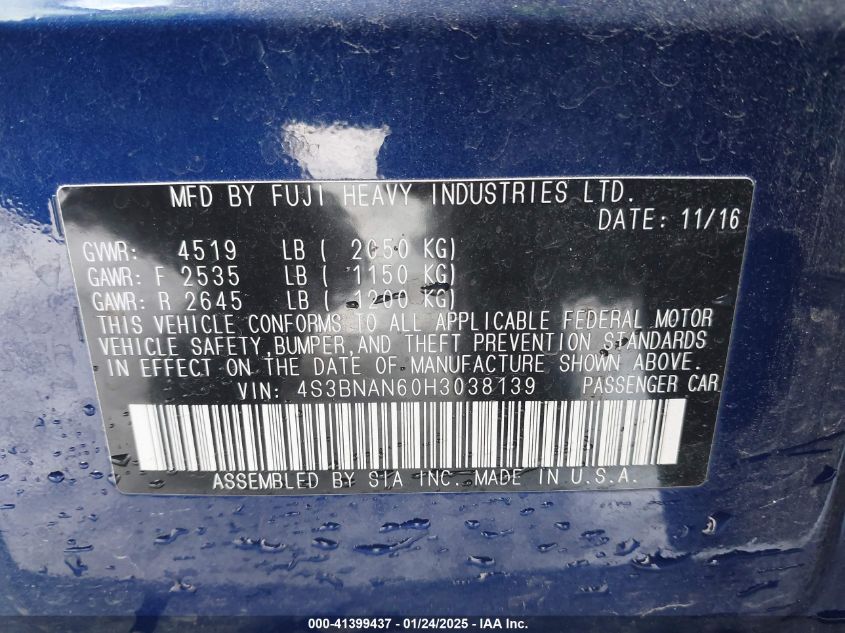 MFD BY FUJI HEAVY INDUSTRIES LTD.
DATE: 11/16
GVWR: 4519 LB ( 2050 KG)
GAWR: F 2535 LB ( 1150 KG)
GAWR: R 2645 LB ( 1200 KG)
THIS VEHICLE CONFORMS TO ALL APPLICABLE FEDERAL MOTOR
VEHICLE SAFETY,BUMPER,AND THEFT PREVENTION STANDARDS
IN EFFECT ON THE DATE OF MANUFACTURE SHOWN ABOVE.
VIN: 4S3BNAN60H3038139 PASSENGER CAR
ASSEMBLED BY SIA INC. MADE IN U.S.A.
000-41399437 - 01/24/2025 - IAA Inc.